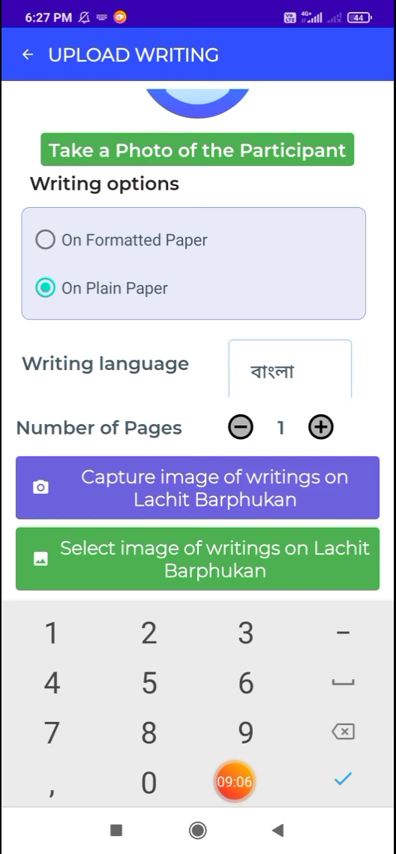 6:27 PM
Vo LTE 4G+ 44
UPLOAD WRITING
Take a Photo of the Participant
Writing options
On Formatted Paper
On Plain Paper
Writing language
বাংলা
Number of Pages
1
Capture image of writings on
Lachit Barphukan
Select image of writings on Lachit
Barphukan
1 2 3 –
4 5 6
7 8 9
, 0 09:06